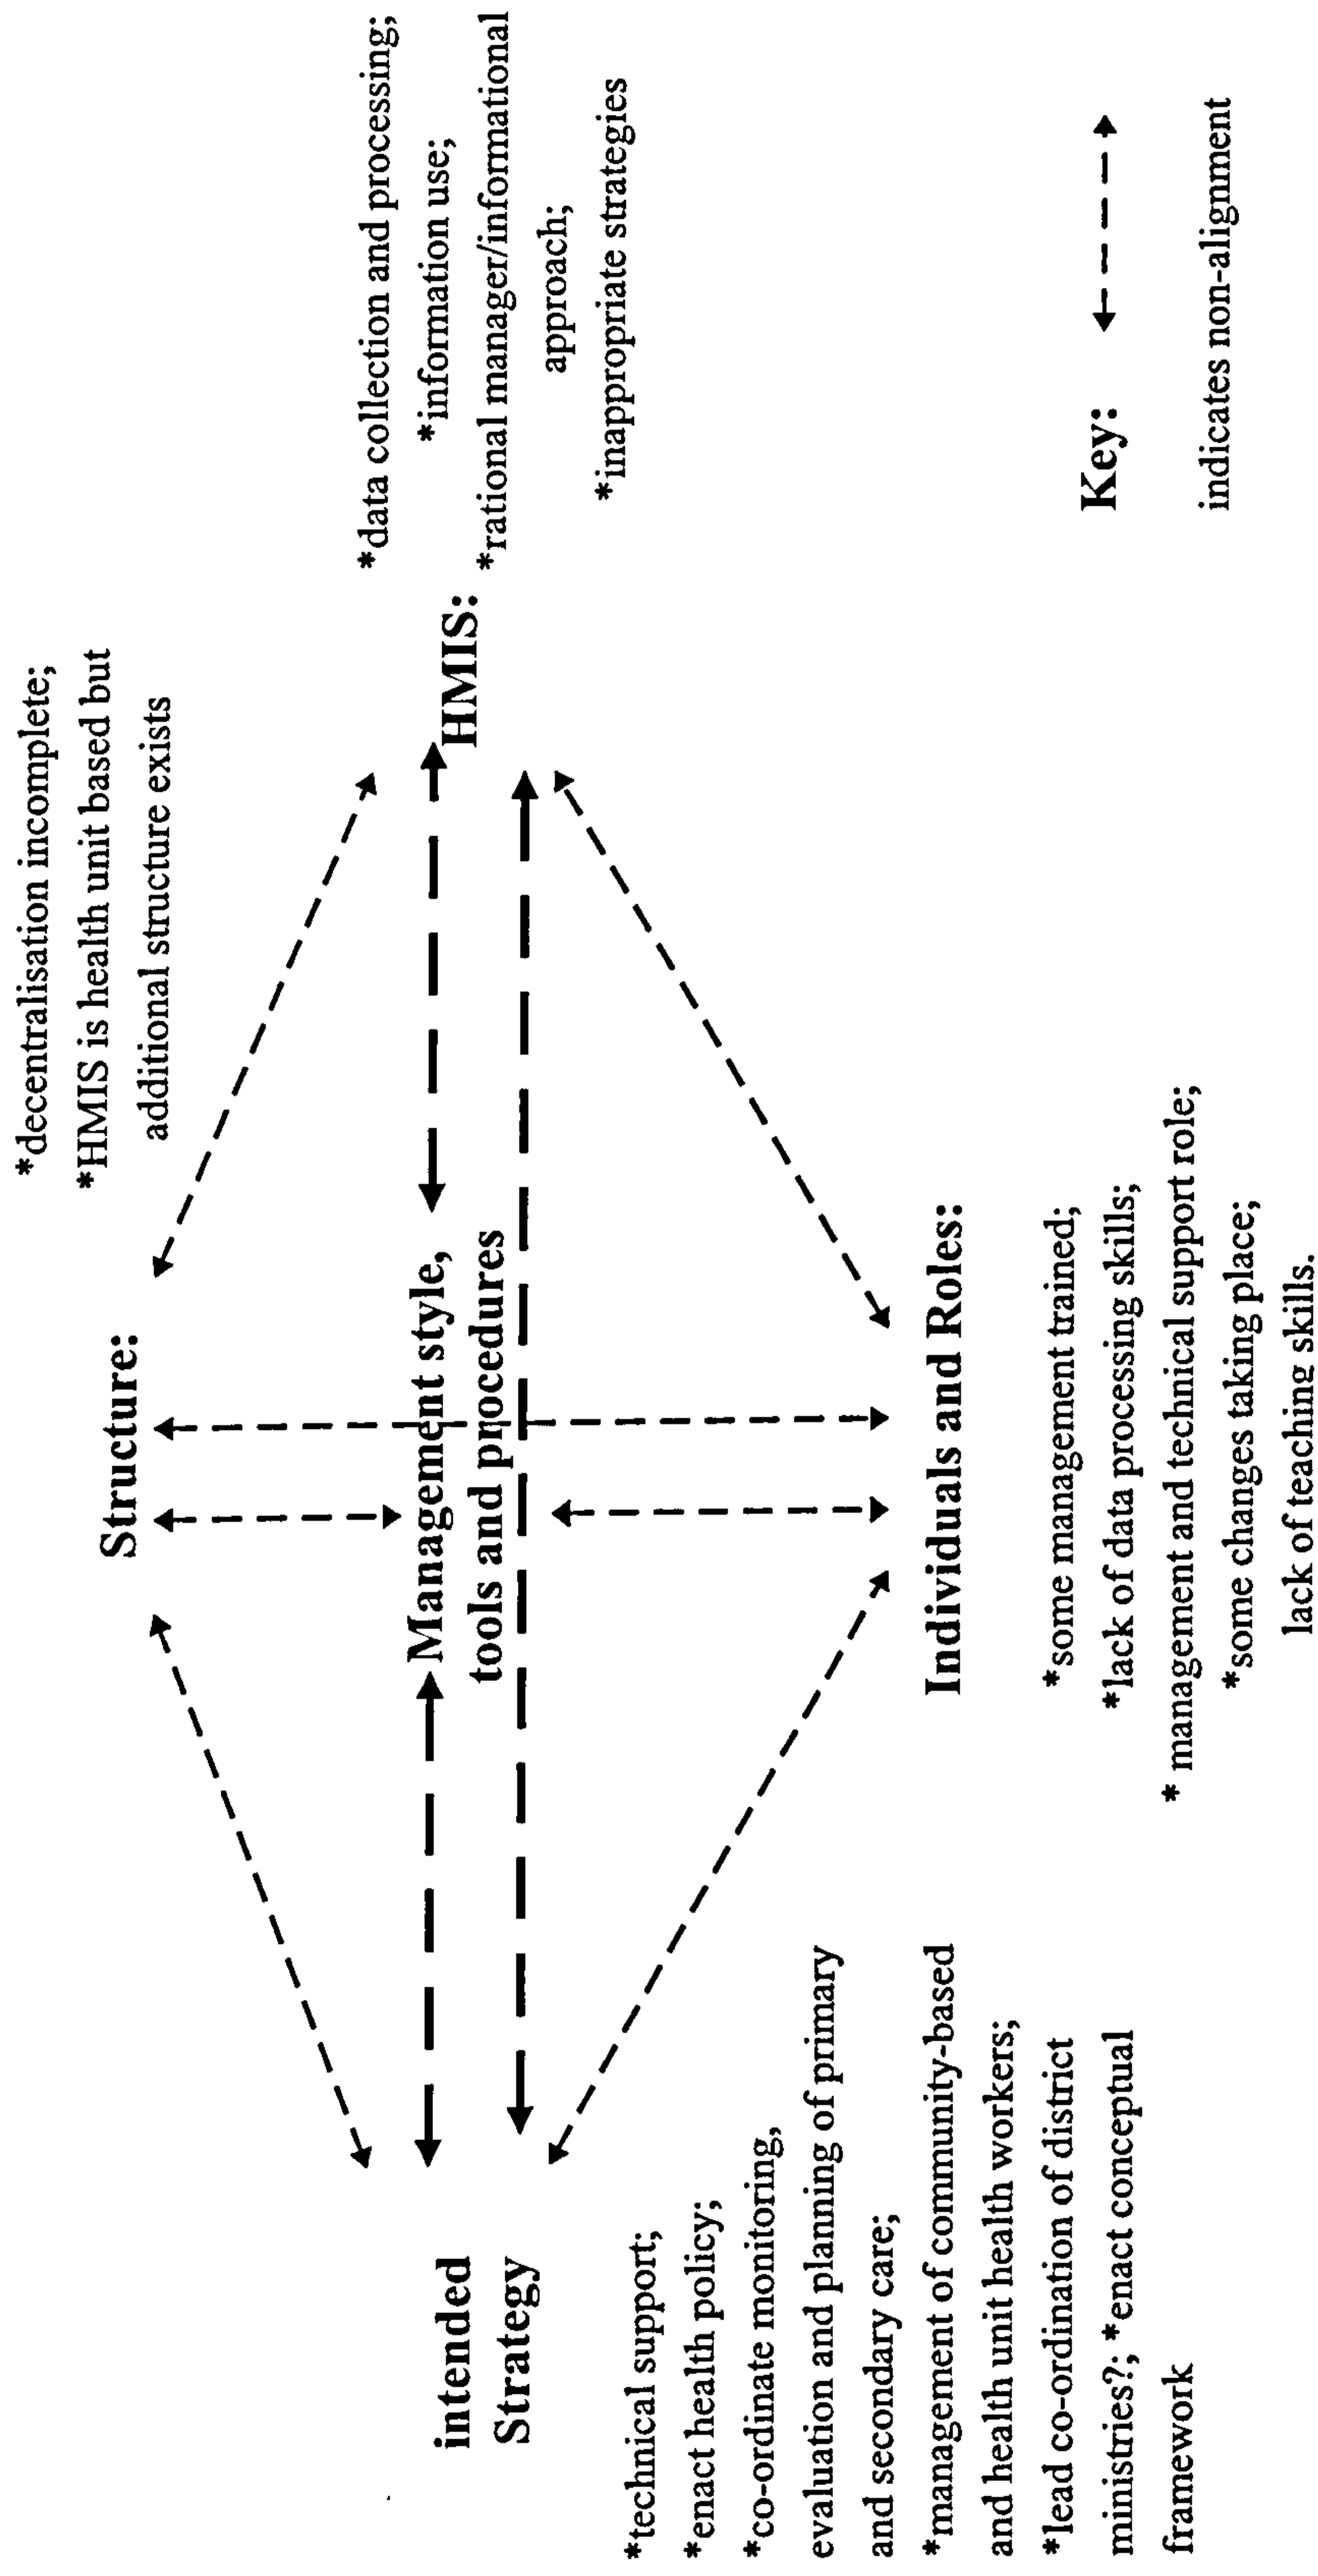 *decentralisation incomplete;
*HMIS is health unit based but
additional structure exists
Structure:
*data collection and processing;
*information use;
HMIS:
*rational manager/informational
approach;
*inappropriate strategies
Management style,
tools and procedures
intended
Strategy
*technical support;
*enact health policy;
*co-ordinate monitoring,
evaluation and planning of primary
and secondary care;
*management of community-based
and health unit health workers;
*lead co-ordination of district
ministries?; *enact conceptual
framework
Individuals and Roles:
*some management trained;
*lack of data processing skills;
* management and technical support role;
*some changes taking place;
lack of teaching skills.
Key:
indicates non-alignment